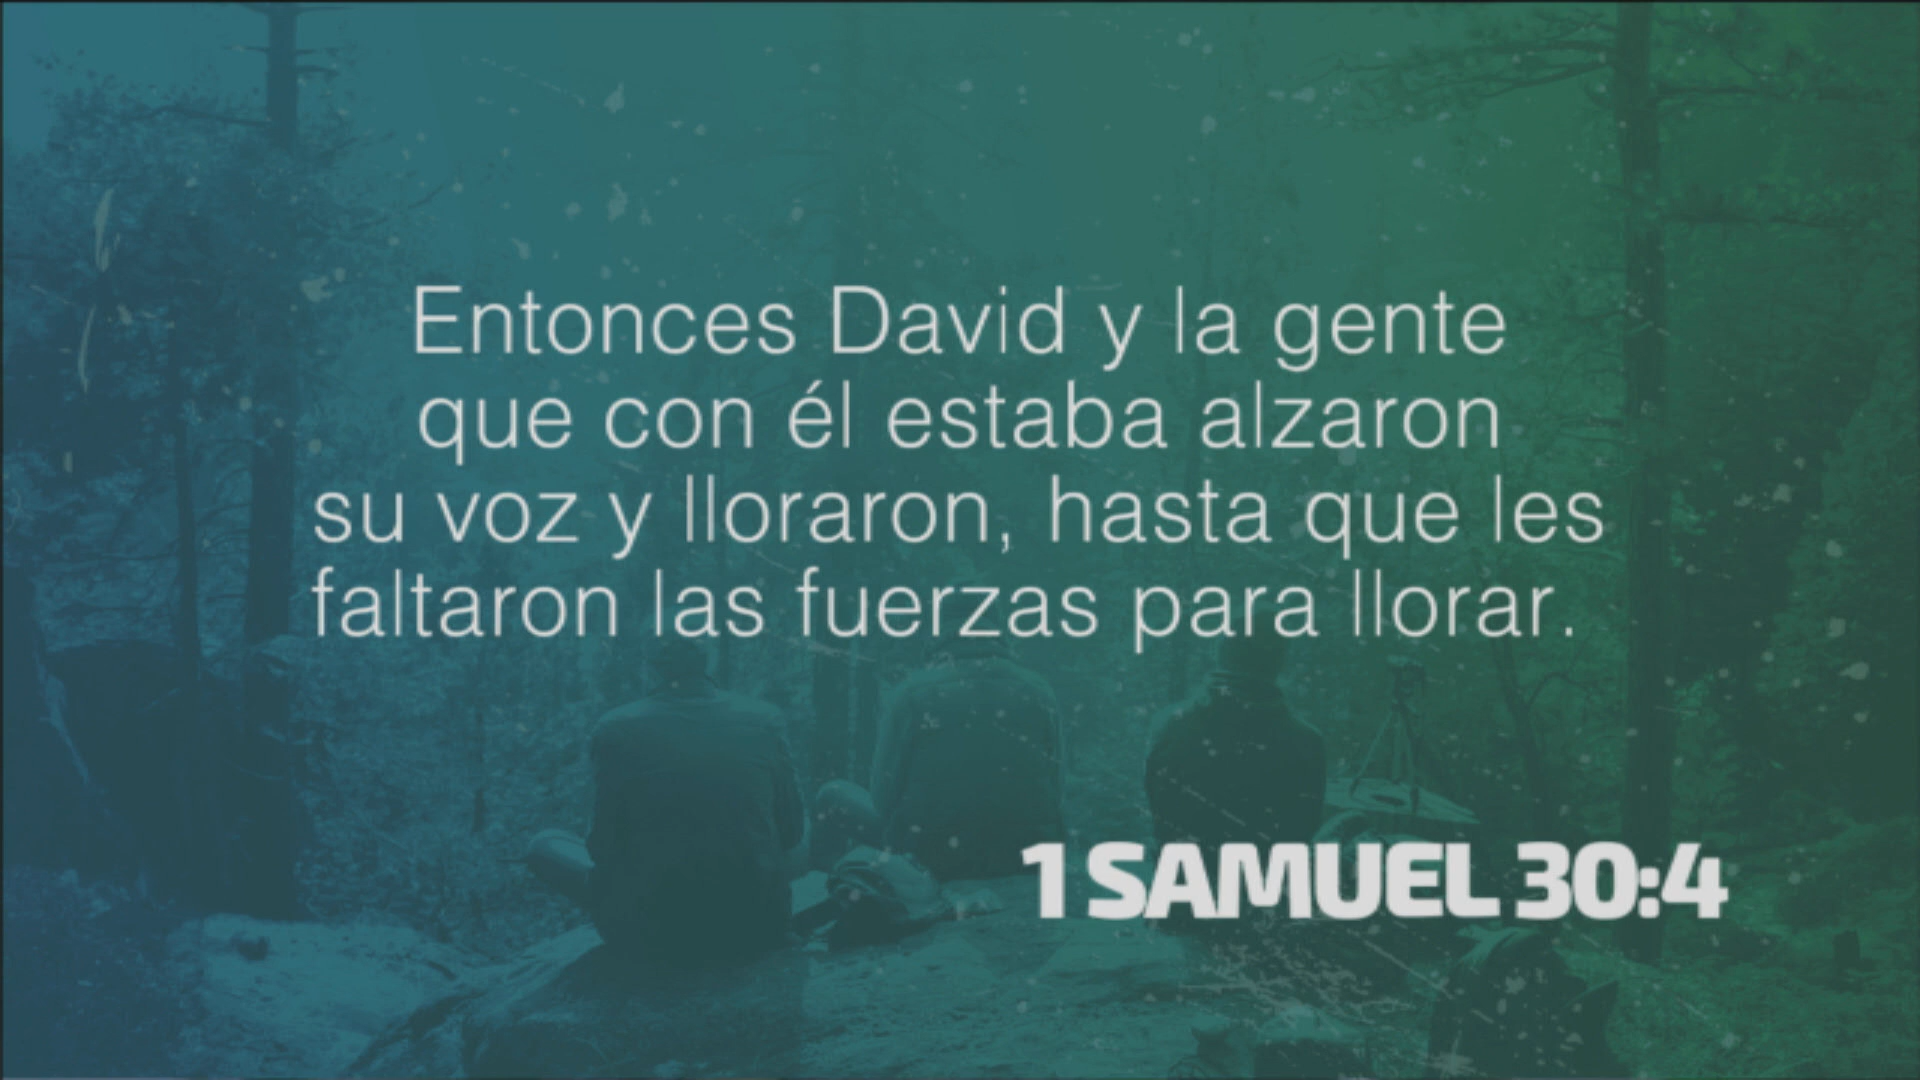 Entonces David y la gente
que con él estaba alzaron
su voz y lloraron, hasta que les
faltaron las fuerzas para llorar.
1 SAMUEL 30:4